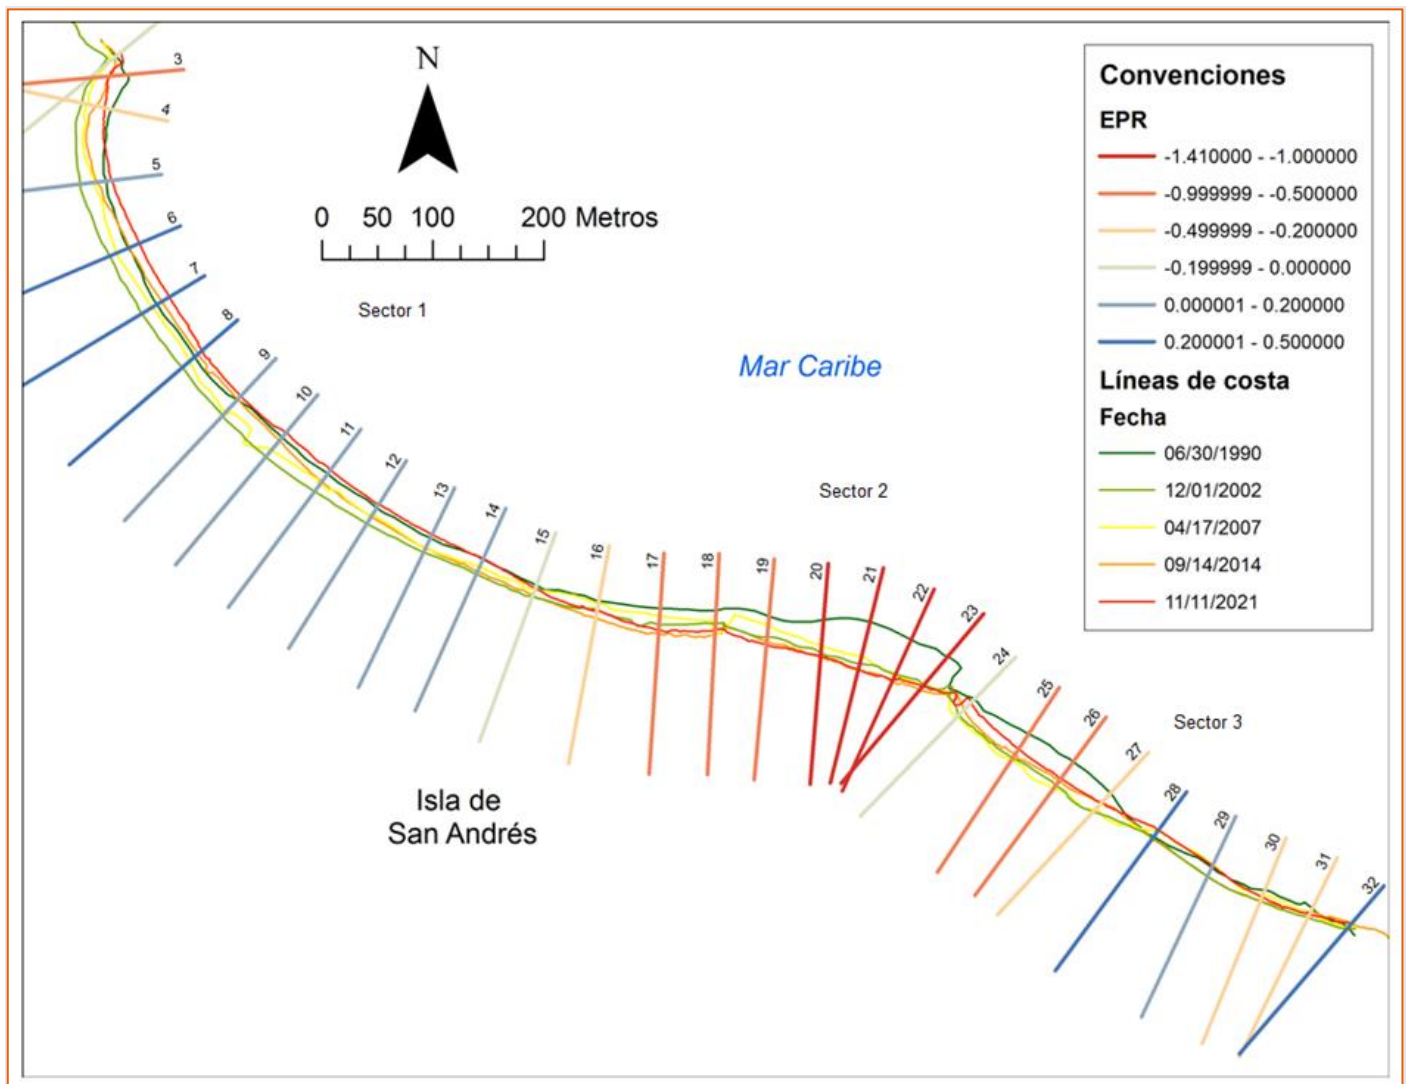 N
0 50 100 200 Metros
Sector 1
Mar Caribe
Sector 2
Sector 3
Isla de
San Andrés
3
4
5
6
7
8
9
10
11
12
13
14
15
16
17
18
19
20
21
22
23
24
25
26
27
28
29
30
31
32
Convenciones
EPR
-1.410000 - -1.000000
-0.999999 - -0.500000
-0.499999 - -0.200000
-0.199999 - 0.000000
0.000001 - 0.200000
0.200001 - 0.500000
Líneas de costa
Fecha
06/30/1990
12/01/2002
04/17/2007
09/14/2014
11/11/2021